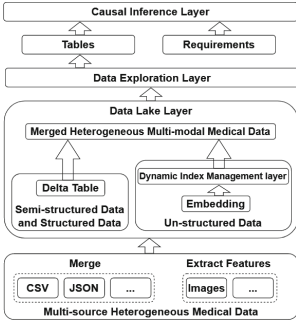 Causal Inference Layer
Tables
Requirements
Data Exploration Layer
Data Lake Layer
Merged Heterogeneous Multi-modal Medical Data
Delta Table
Semi-structured Data
and Structured Data
Dynamic Index Management layer
Embedding
Un-structured Data
Merge
Extract Features
CSV
JSON
...
Images
...
Multi-source Heterogeneous Medical Data